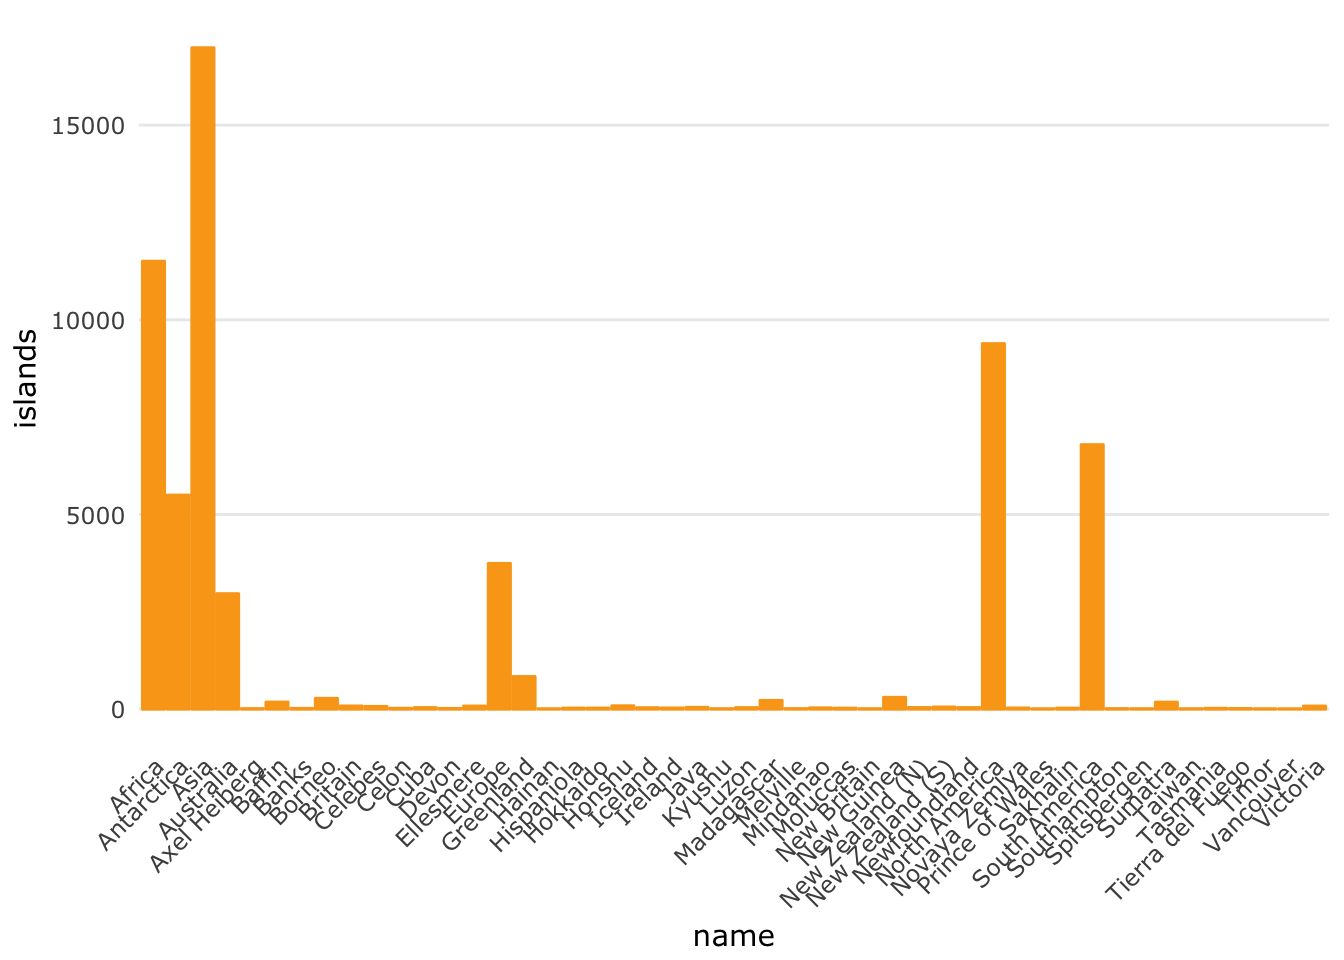 15000
10000
5000
0
islands
Africa
Antarctica
Asia
Australia
Axel Heiberg
Baffin
Banks
Borneo
Britain
Celebes
Celon
Cuba
Devon
Ellesmere
Europe
Greenland
Hainan
Hispaniola
Hokkaido
Honshu
Iceland
Ireland
Java
Kyushu
Luzon
Madagascar
Melville
Mindanao
Moluccas
New Britain
New Guinea
New Zealand (N)
New Zealand (S)
Newfoundland
North America
Novaya Zemlya
Prince of Wales
Sakhalin
South America
Southampton
Spitsbergen
Sumatra
Taiwan
Tasmania
Tierra del Fuego
Timor
Vancouver
Victoria
name